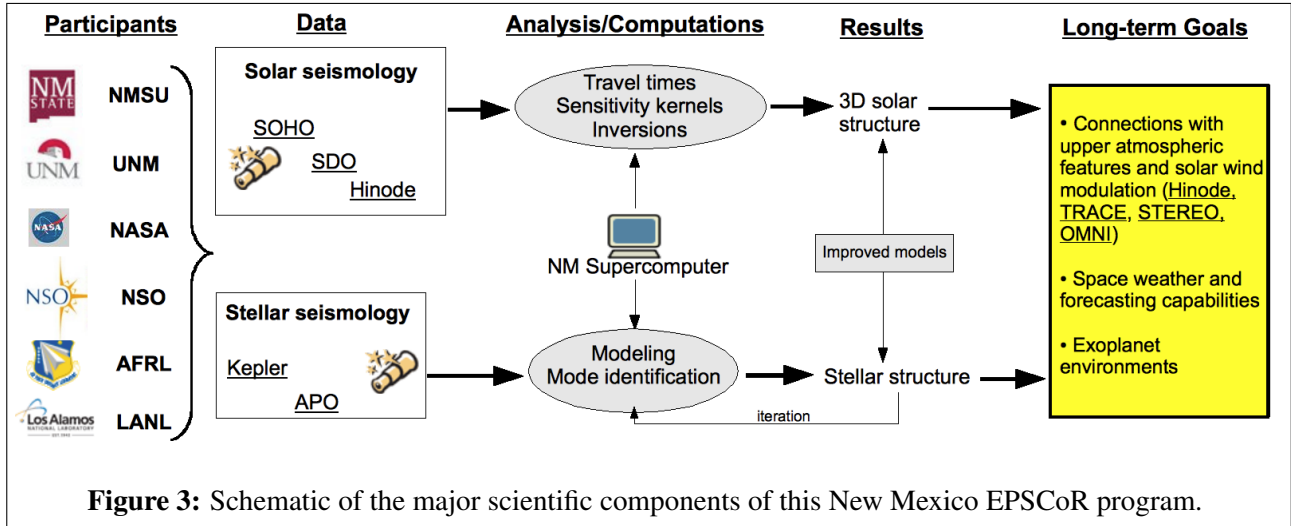 Participants
Data
Analysis/Computations
Results
Long-term Goals
NM
STATE
NMSU
UNM
UNM
NASA
NASA
NSO
NSO
AFRL
Los Alamos
NATIONAL LABORATORY
LANL
Solar seismology
SOHO
SDO
Hinode
Stellar seismology
Kepler
APO
Travel times
Sensitivity kernels
Inversions
NM Supercomputer
Modeling
Mode identification
3D solar
structure
Improved models
Stellar structure
iteration
• Connections with
upper atmospheric
features and solar wind
modulation (Hinode,
TRACE, STEREO,
OMNI)
• Space weather and
forecasting capabilities
• Exoplanet
environments
Figure 3: Schematic of the major scientific components of this New Mexico EPSCoR program.